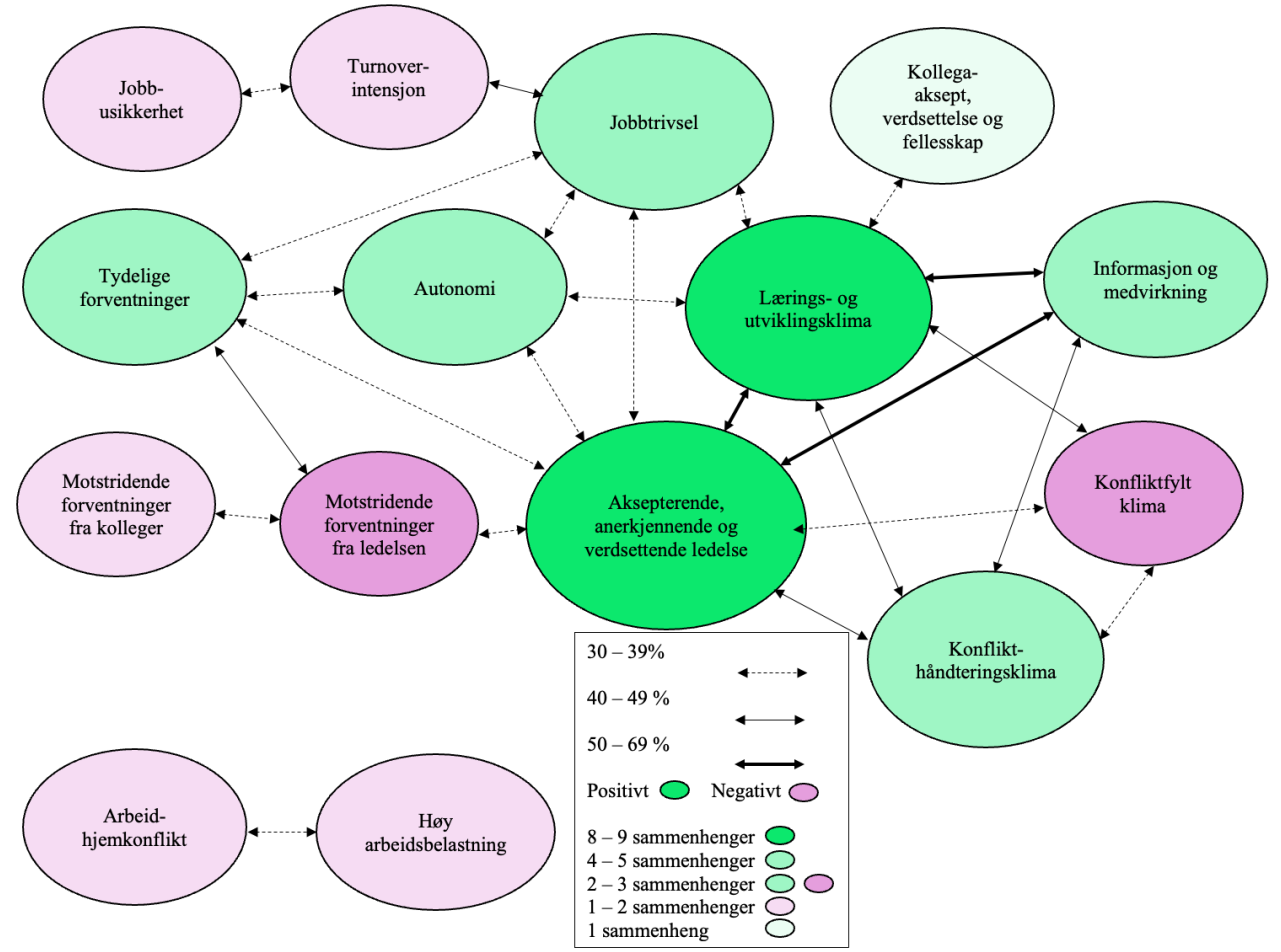 Jobb-
usikkerhet
Turnover-
intensjon
Jobbtrivsel
Kollega-
aksept,
verdsettelse og
fellesskap
Tydelige
forventninger
Autonomi
Lærings- og
utviklingsklima
Informasjon og
medvirkning
Motstridende
forventninger
fra kolleger
Motstridende
forventninger
fra ledelsen
Aksepterende,
anerkjennende og
verdsettende ledelse
Konfliktfylt
klima
Konflikt-
håndteringsklima
Arbeid-
hjemkonflikt
Høy
arbeidsbelastning
30 – 39%
40 – 49 %
50 – 69 %
Positivt Negativt
8 – 9 sammenhenger
4 – 5 sammenhenger
2 – 3 sammenhenger
1 – 2 sammenhenger
1 sammenheng